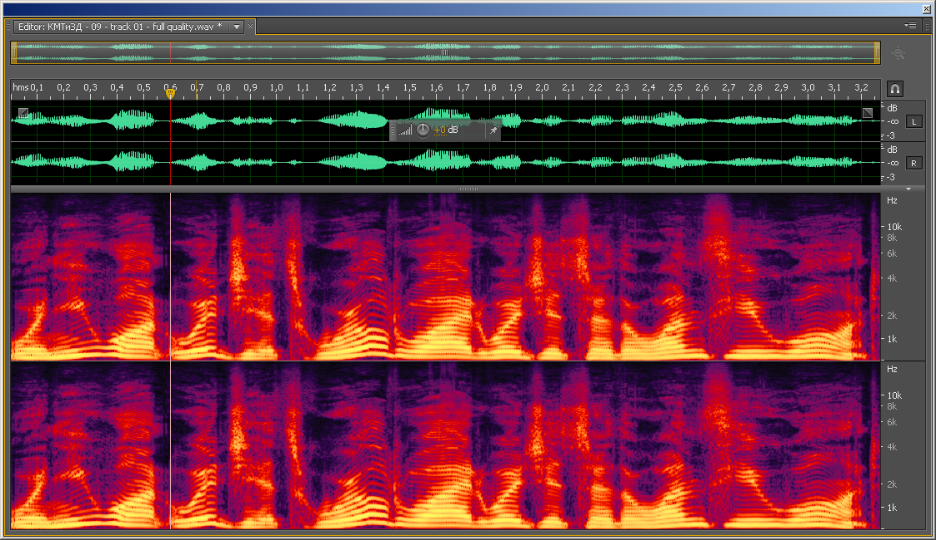 Editor: КМТиЗД - 09 - track 01 - full quality.wav *
hms 0,1 0,2 0,3 0,4 0,5 0,6 0,7 0,8 0,9 1,0 1,1 1,2 1,3 1,4 1,5 1,6 1,7 1,8 1,9 2,0 2,1 2,2 2,3 2,4 2,5 2,6 2,7 2,8 2,9 3,0 3,1 3,2
dB
-∞ L
-3
+0 dB
dB
-∞ R
-3
Hz
10k
8k
6k
4k
2k
1k
Hz
10k
8k
6k
4k
2k
1k